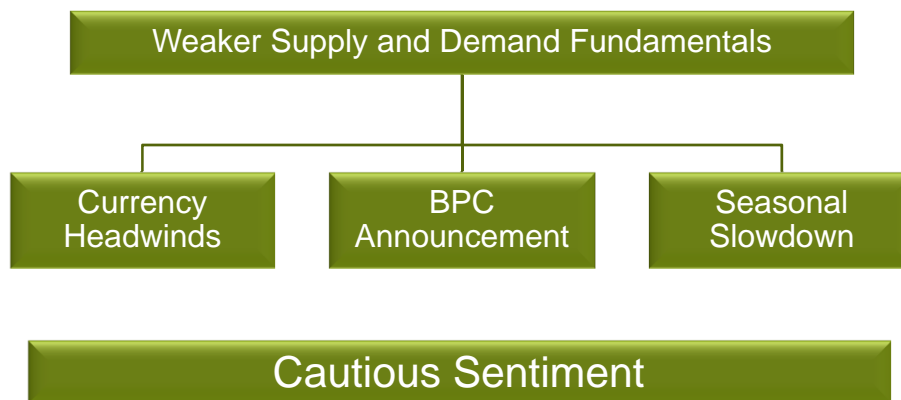 Weaker Supply and Demand Fundamentals
Currency
Headwinds
BPC
Announcement
Seasonal
Slowdown
Cautious Sentiment